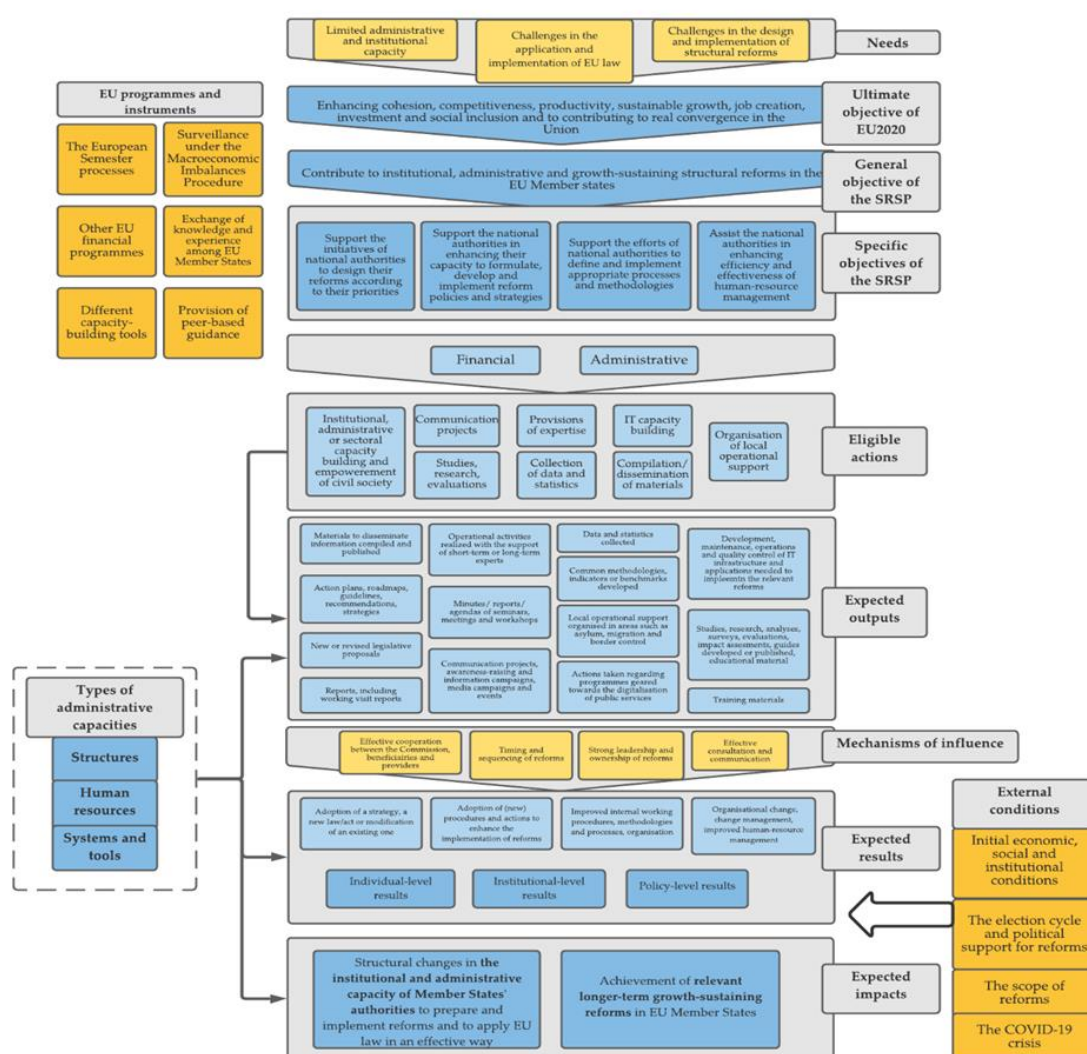 Limited administrative
and institutional
capacity
Challenges in the
application and
implementation of EU law
Challenges in the design
and implementation of
structural reforms
Needs
EU programmes and
instruments
The European
Semester
processes
Surveillance
under the
Macroeconomic
Imbalances
Procedure
Other EU
financial
programmes
Exchange of
knowledge and
experience
among EU
Member States
Different
capacity-
building tools
Provision of
peer-based
guidance
Enhancing cohesion, competitiveness, productivity, sustainable growth, job creation,
investment and social inclusion and to contributing to real convergence in the
Union
Ultimate
objective of
EU2020
Contribute to institutional, administrative and growth-sustaining structural reforms in the
EU Member states
General
objective of
the SRSP
Support the
initiatives of
national authorities
to design their
reforms according
to their priorities
Support the national
authorities in
enhancing their
capacity to formulate,
develop and
implement reform
policies and strategies
Support the efforts of
national authorities to
define and implement
appropriate processes
and methodologies
Assist the national
authorities in
enhancing
efficiency and
effectiveness of
human-resource
management
Specific
objectives of
the SRSP
Financial
Administrative
Institutional,
administrative
or sectoral
capacity
building and
empowerement
of civil society
Communication
projects
Provisions of
expertise
IT capacity
building
Organisation
of local
operational
support
Studies,
research,
evaluations
Collection
of data and
statistics
Compilation/
dissemination
of materials
Eligible
actions
Materials to disseminate
information compiled and
published
Action plans, roadmaps,
guidelines,
recommendations,
strategies
New or revised legislative
proposals
Reports, including
working visit reports
Operational activities
realized with the support
of short-term or long-term
experts
Minutes/ reports/
agendas of seminars,
meetings and workshops
Communication projects,
awareness-raising and
information campaigns,
media campaigns and
events
Data and statistics
collected
Common methodologies,
indicators or benchmarks
developed
Local operational support
organised in areas such as
asylum, migration and
border control
Actions taken regarding
programmes geared
towards the digitalisation
of public services
Development,
maintenance, operations
and quality control of IT
infrastructure and
applications needed to
implemeintn the relevant
reforms
Studies, research, analyses,
surveys, evaluations,
impact assesments, guides
developed or published,
educational material
Training materials
Expected
outputs
Types of
administrative
capacities
Structures
Human
resources
Systems and
tools
Effective cooperation
between the Commission,
beneficiairies and
providers
Timing and
sequencing of reforms
Strong leadership and
ownership of reforms
Effective
consultation and
communication
Mechanisms of influence
Adoption of a strategy, a
new law/act or modification
of an existing one
Adoption of (new)
procedures and actions to
enhance the
implementation of reforms
Improved internal working
procedures, methodologies
and processes, organisation
Organisational change,
change management,
improved human-resource
management
Individual-level
results
Institutional-level
results
Policy-level
results
Expected
results
External
conditions
Initial economic,
social and
institutional
conditions
The election cycle
and political
support for reforms
The scope of
reforms
The COVID-19
crisis
Structural changes in the
institutional and administrative
capacity of Member States'
authorities to prepare and
implement reforms and to apply EU
law in an effective way
Achievement of relevant
longer-term growth-sustaining
reforms in EU Member States
Expected
impacts